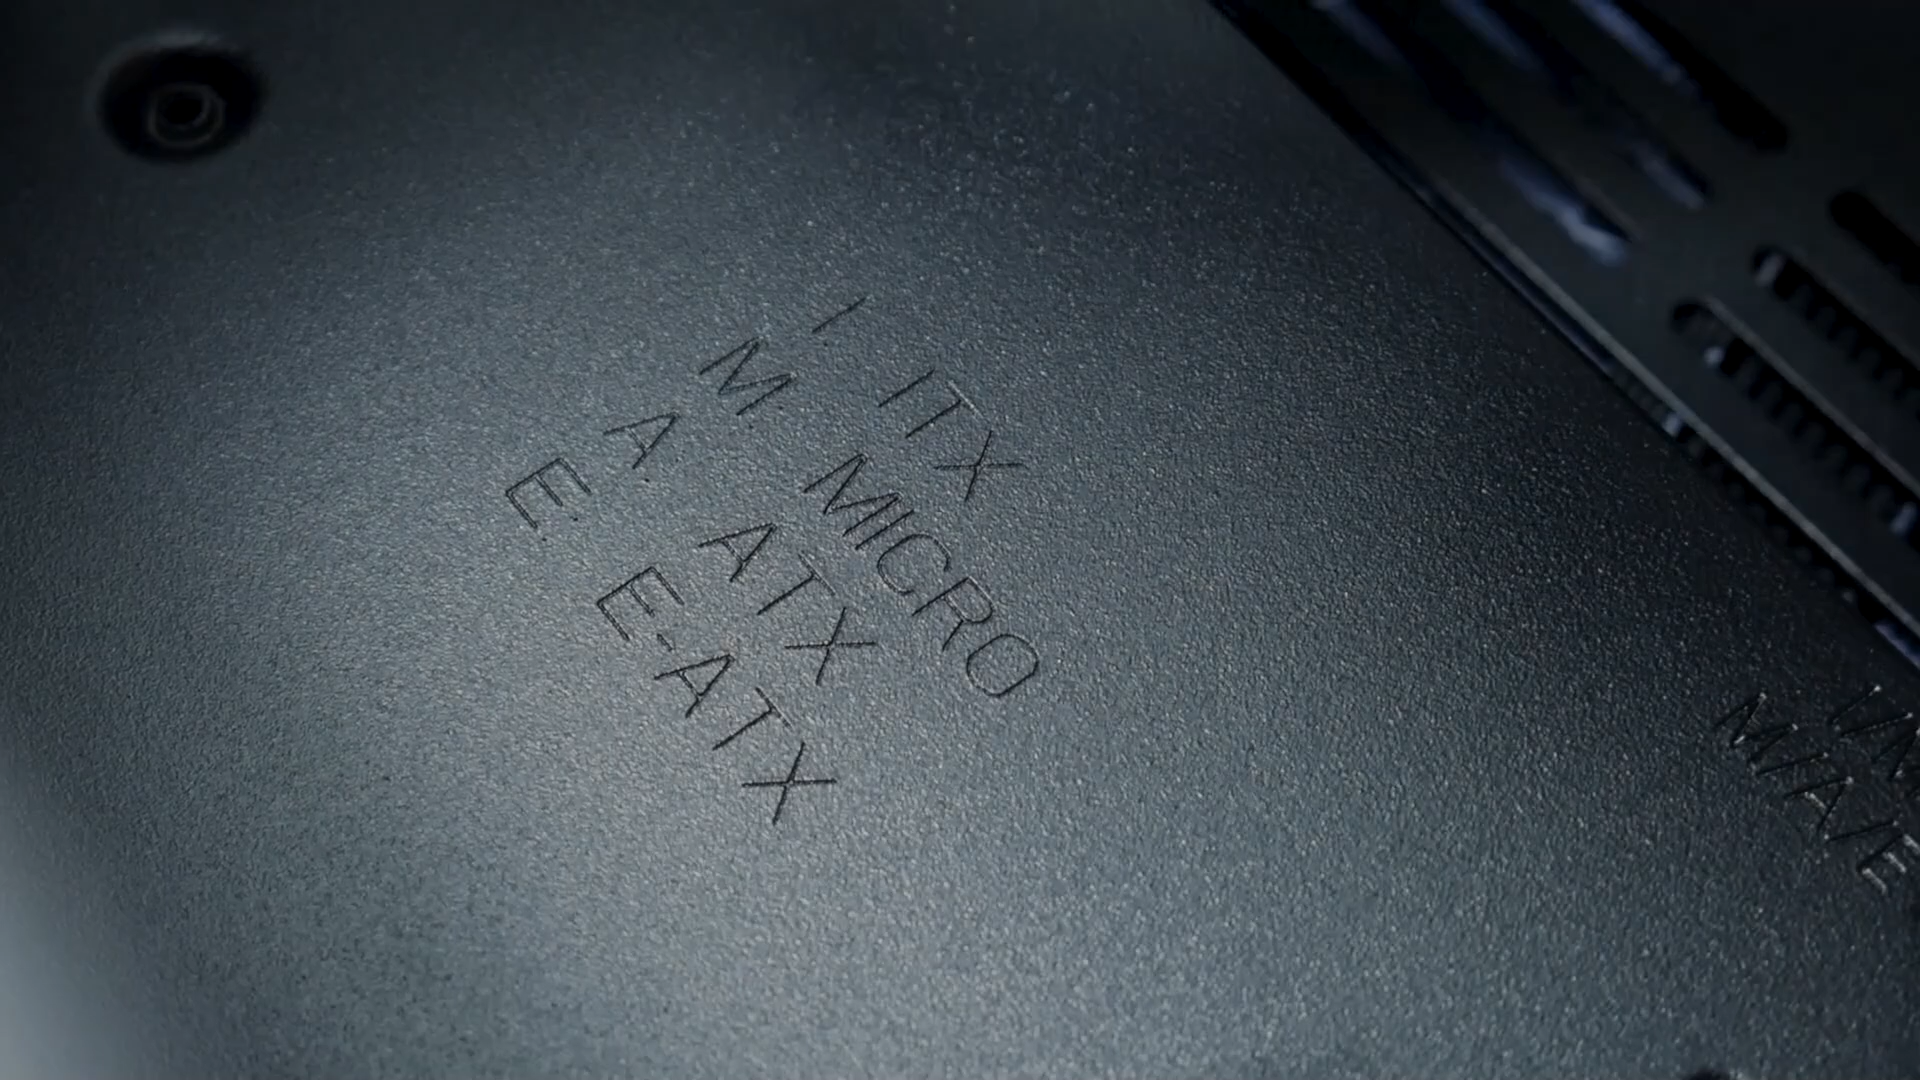 I ITX
M MICRO
A ATX
E E-ATX
M/A/E